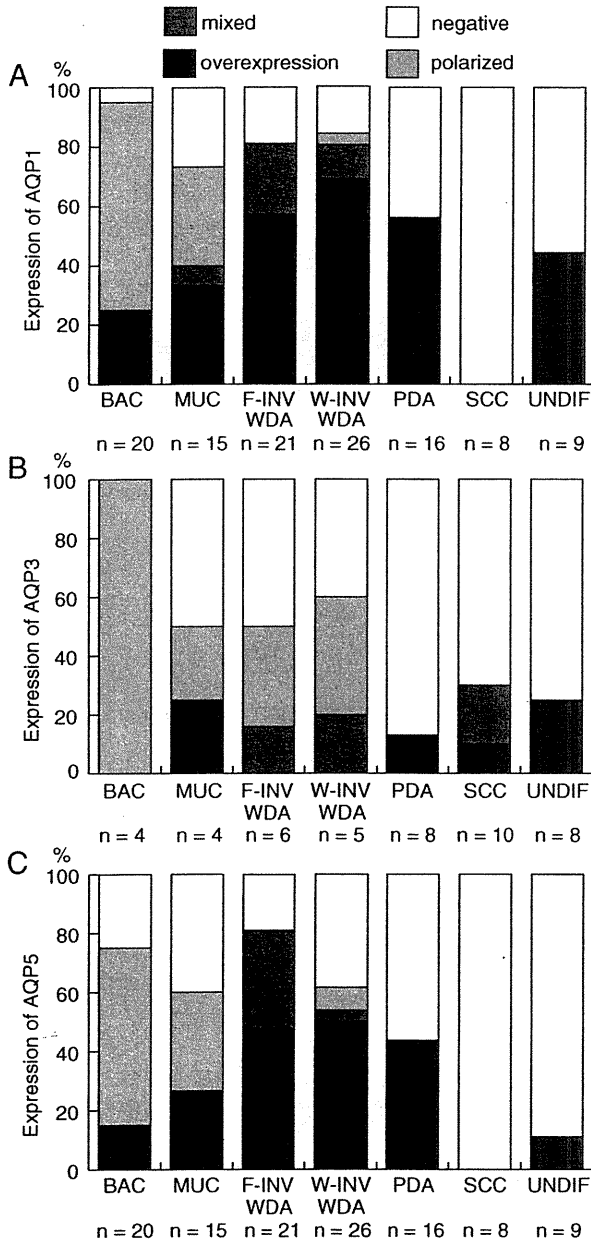 mixed negative
overexpression polarized
A
%
Expression of AQP1
100
80
60
40
20
0
BAC MUC F-INV WDA W-INV WDA PDA SCC UNDIF
n = 20 n = 15 n = 21 n = 26 n = 16 n = 8 n = 9
B
%
Expression of AQP3
100
80
60
40
20
0
BAC MUC F-INV WDA W-INV WDA PDA SCC UNDIF
n = 4 n = 4 n = 6 n = 5 n = 8 n = 10 n = 8
C
%
Expression of AQP5
100
80
60
40
20
0
BAC MUC F-INV WDA W-INV WDA PDA SCC UNDIF
n = 20 n = 15 n = 21 n = 26 n = 16 n = 8 n = 9